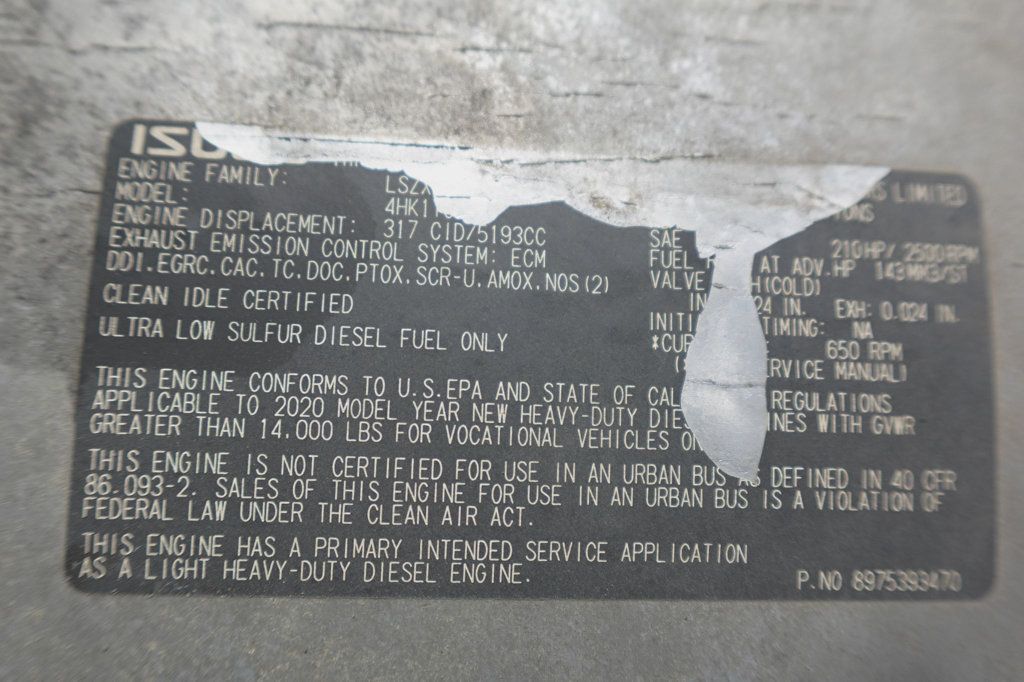 ISU
ENGINE FAMILY: LSZX
S LIMITED
MODEL: 4HK1
ENGINE DISPLACEMENT: 317 CID/5193CC
SAE 210HP/ 2500RPM
EXHAUST EMISSION CONTROL SYSTEM: ECM
FUEL AT ADV.HP 143MM3/ST
DDI.EGRC.CAC.TC.DOC.PTOX.SCR-U.AMOX.NOS(2)
VALVE H(COLD)
IN 24 IN. EXH: 0.024 IN.
CLEAN IDLE CERTIFIED
INITI TIMING: NA
ULTRA LOW SULFUR DIESEL FUEL ONLY
*CUR 650 RPM
RVICE MANUAL)
THIS ENGINE CONFORMS TO U.S.EPA AND STATE OF CAL REGULATIONS
APPLICABLE TO 2020 MODEL YEAR NEW HEAVY-DUTY DIE INES WITH GVWR
GREATER THAN 14.000 LBS FOR VOCATIONAL VEHICLES
THIS ENGINE IS NOT CERTIFIED FOR USE IN AN URBAN BUS AS DEFINED IN 40 CFR
86.093-2. SALES OF THIS ENGINE FOR USE IN AN URBAN BUS IS A VIOLATION OF
FEDERAL LAW UNDER THE CLEAN AIR ACT.
THIS ENGINE HAS A PRIMARY INTENDED SERVICE APPLICATION
AS A LIGHT HEAVY-DUTY DIESEL ENGINE.
P.NO 8975393470